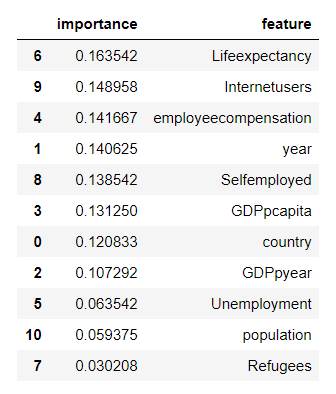 importance feature
6 0.163542 Lifeexpectancy
9 0.148958 Internetusers
4 0.141667 employeecompensation
1 0.140625 year
8 0.138542 Selfemployed
3 0.131250 GDPpcapita
0 0.120833 country
2 0.107292 GDPpyear
5 0.063542 Unemployment
10 0.059375 population
7 0.030208 Refugees